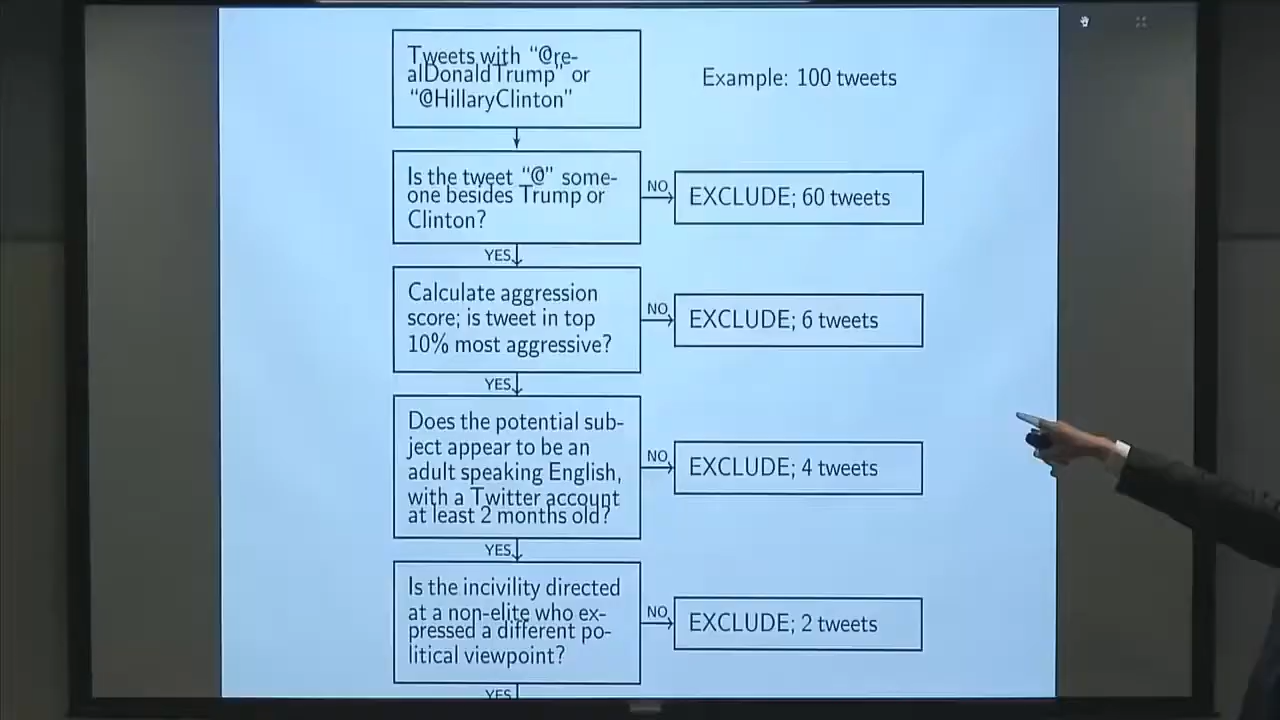 Tweets with “@re-
alDonaldTrump” or
“@HillaryClinton”
Example: 100 tweets
Is the tweet “@” some-
one besides Trump or
Clinton?
NO
EXCLUDE; 60 tweets
YES
Calculate aggression
score; is tweet in top
10% most aggressive?
NO
EXCLUDE; 6 tweets
YES
Does the potential sub-
ject appear to be an
adult speaking English,
with a Twitter account
at least 2 months old?
NO
EXCLUDE; 4 tweets
YES
Is the incivility directed
at a non-elite who ex-
pressed a different po-
litical viewpoint?
NO
EXCLUDE; 2 tweets
YES